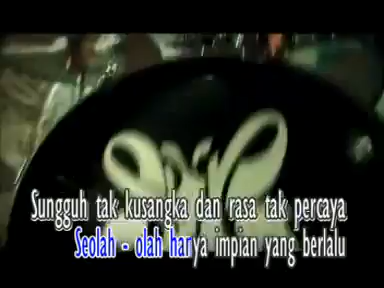 Sungguh tak kusangka dan rasa tak percaya
Seolah - olah hanya impian yang berlalu